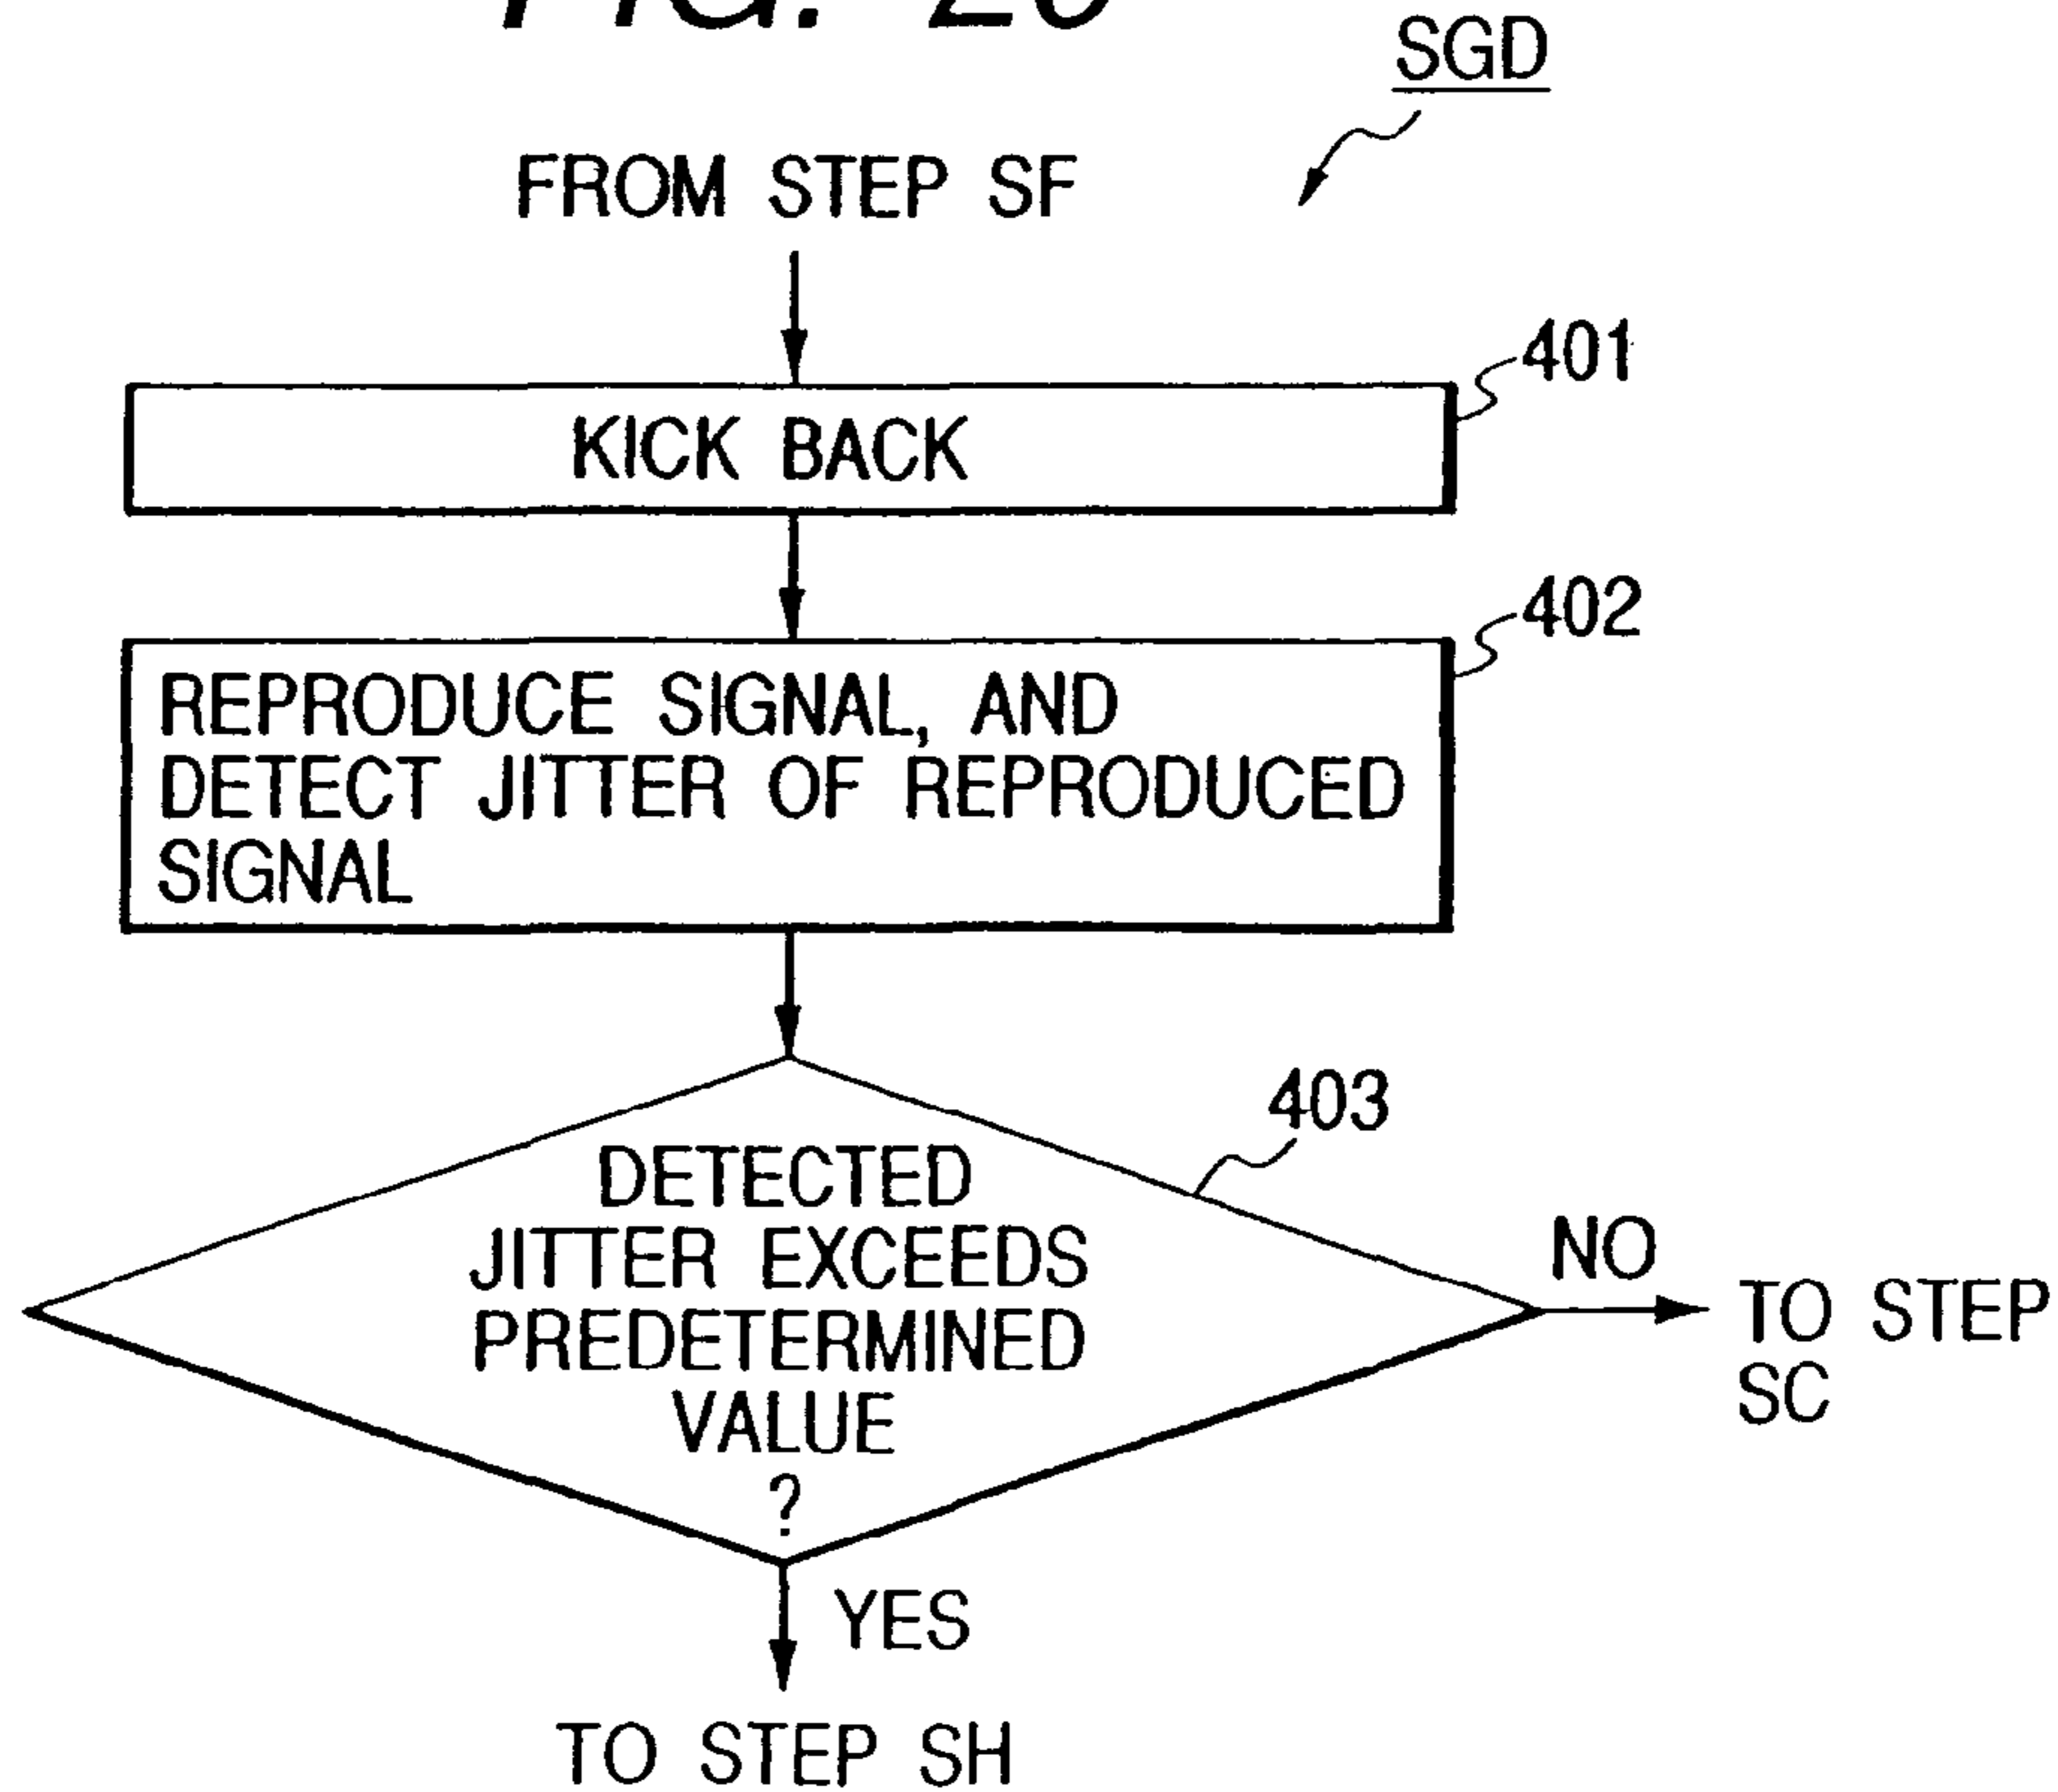 SGD
FROM STEP SF
401
KICK BACK
402
REPRODUCE SIGNAL, AND
DETECT JITTER OF REPRODUCED
SIGNAL
403
DETECTED
JITTER EXCEEDS
PREDETERMINED
VALUE
?
NO
TO STEP
SC
YES
TO STEP SH